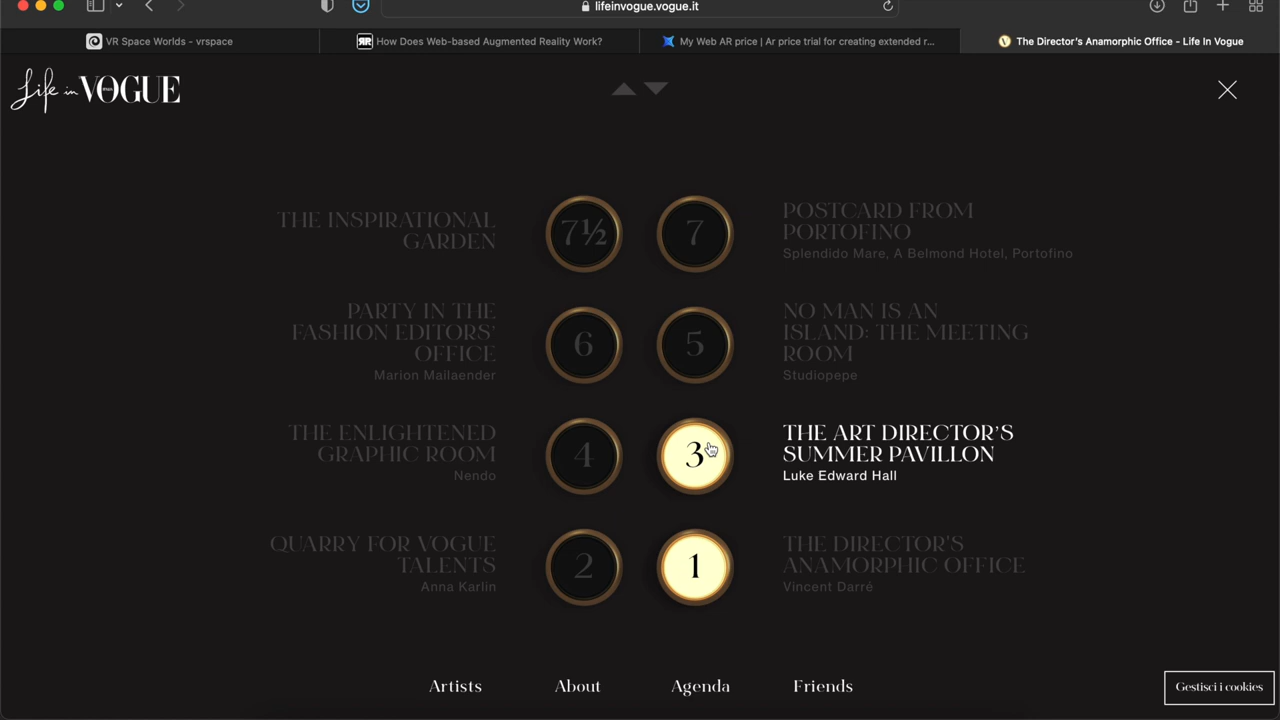 lifeinvogue.vogue.it
VR Space Worlds - vrspace
How Does Web-based Augmented Reality Work?
My Web AR price | Ar price trial for creating extended r...
The Director's Anamorphic Office - Life In Vogue
Life in VOGUE
THE INSPIRATIONAL
GARDEN
7½
7
POSTCARD FROM
PORTOFINO
Splendido Mare, A Belmond Hotel, Portofino
PARTY IN THE
FASHION EDITORS'
OFFICE
Marion Mailaender
6
5
NO MAN IS AN
ISLAND: THE MEETING
ROOM
Studiopepe
THE ENLIGHTENED
GRAPHIC ROOM
Nendo
4
3
THE ART DIRECTOR'S
SUMMER PAVILLON
Luke Edward Hall
QUARRY FOR VOGUE
TALENTS
Anna Karlin
2
1
THE DIRECTOR'S
ANAMORPHIC OFFICE
Vincent Darré
Artists
About
Agenda
Friends
Gestisci i cookies